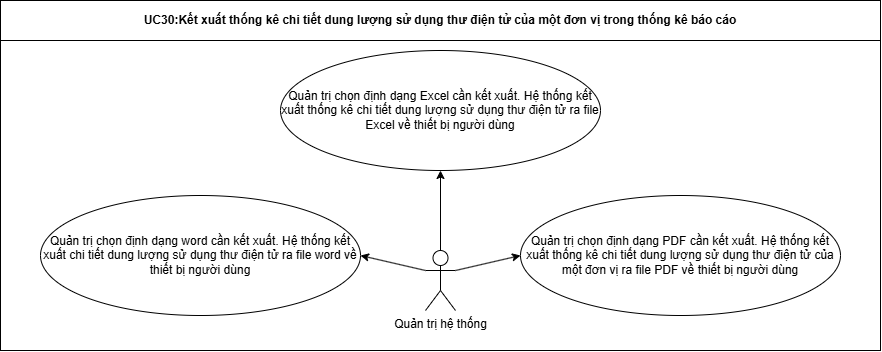 UC30:Kết xuất thống kê chi tiết dung lượng sử dụng thư điện tử của một đơn vị trong thống kê báo cáo
Quản trị chọn định dạng Excel cần kết xuất. Hệ thống kết
xuất thống kê chi tiết dung lượng sử dụng thư điện tử ra file
Excel về thiết bị người dùng
Quản trị chọn định dạng word cần kết xuất. Hệ thống kết
xuất chi tiết dung lượng sử dụng thư điện tử ra file word về
thiết bị người dùng
Quản trị chọn định dạng PDF cần kết xuất. Hệ thống kết
xuất thống kê chi tiết dung lượng sử dụng thư điện tử của
một đơn vị ra file PDF về thiết bị người dùng
Quản trị hệ thống